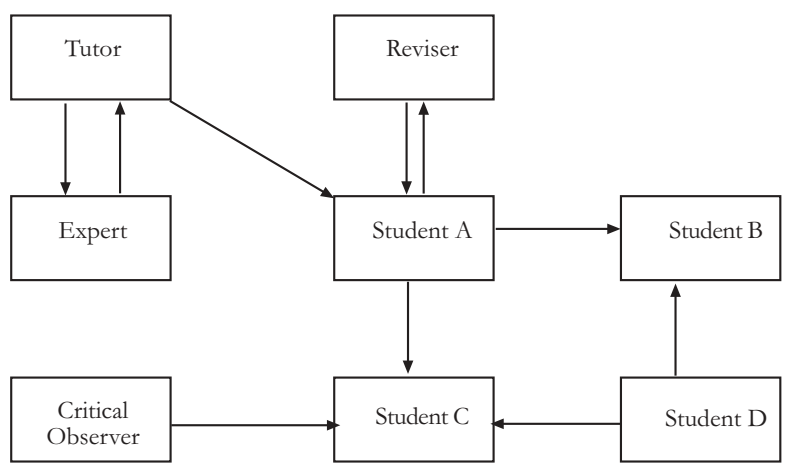 Tutor
Reviser
Expert
Student A
Student B
Critical
Observer
Student C
Student D